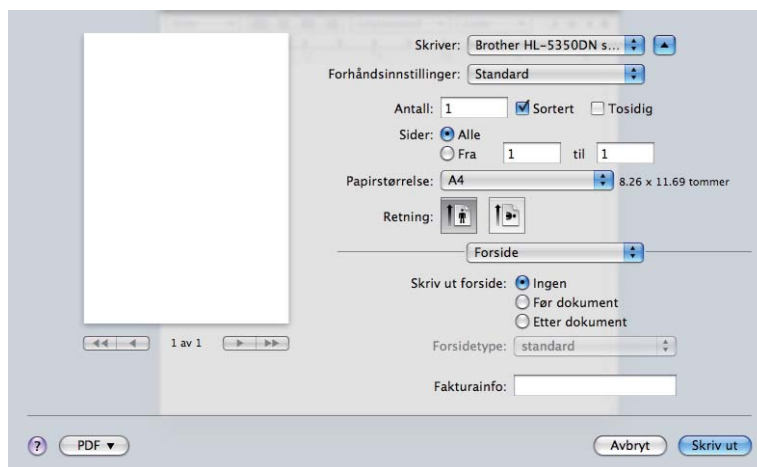 Skriver: Brother HL-5350DN s...
Forhåndsinnstillinger: Standard
Antall: 1 Sortert Tosidig
Sider: Alle
Fra 1 til 1
Papirstørrelse: A4 8.26 x 11.69 tommer
Retning:
Forside
Skriv ut forside: Ingen
Før dokument
Etter dokument
1 av 1
Forsidetype: standard
Fakturainfo:
? PDF Avbryt Skriv ut